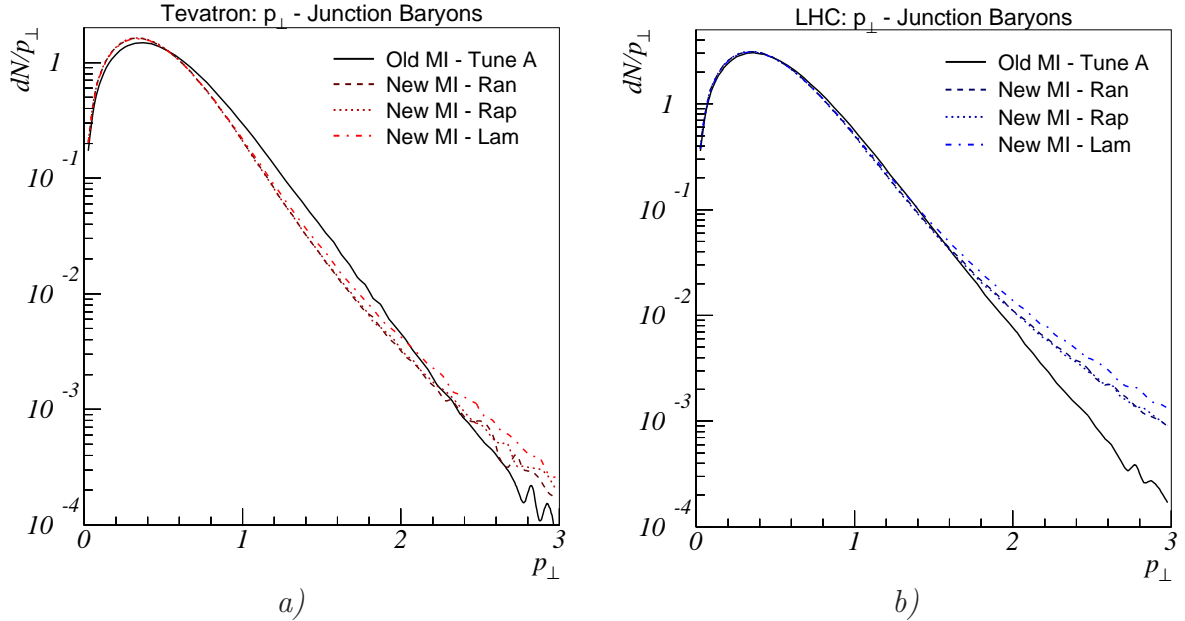 Tevatron: p⊥ - Junction Baryons
dN/p⊥
Old MI - Tune A
New MI - Ran
New MI - Rap
New MI - Lam
1
10 -1
10 -2
10 -3
10 -4
0 1 2 3
p⊥
a)
LHC: p⊥ - Junction Baryons
dN/p⊥
Old MI - Tune A
New MI - Ran
New MI - Rap
New MI - Lam
1
10 -1
10 -2
10 -3
10 -4
0 1 2 3
p⊥
b)